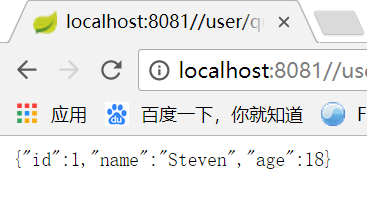 localhost:8081//user/q
localhost:8081//use
应用 百度一下，你就知道 F
{"id":1,"name":"Steven","age":18}